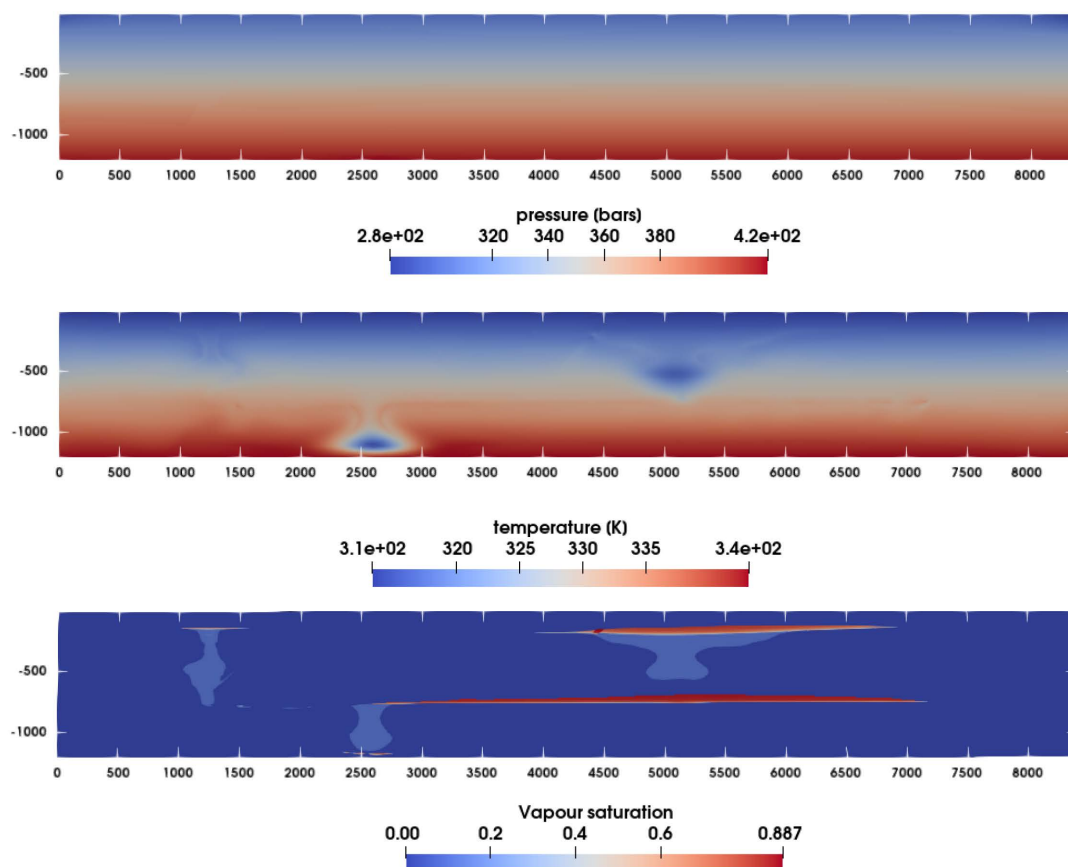 -500
-1000
0 500 1000 1500 2000 2500 3000 3500 4000 4500 5000 5500 6000 6500 7000 7500 8000
pressure (bars)
2.8e+02 320 340 360 380 4.2e+02
-500
-1000
0 500 1000 1500 2000 2500 3000 3500 4000 4500 5000 5500 6000 6500 7000 7500 8000
temperature (K)
3.1e+02 320 325 330 335 3.4e+02
-500
-1000
0 500 1000 1500 2000 2500 3000 3500 4000 4500 5000 5500 6000 6500 7000 7500 8000
Vapour saturation
0.00 0.2 0.4 0.6 0.887